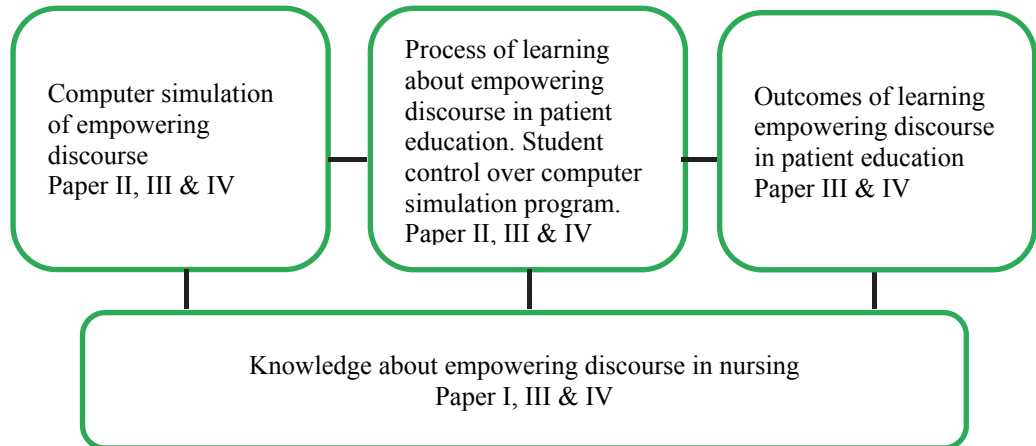 Computer simulation
of empowering
discourse
Paper II, III & IV
Process of learning
about empowering
discourse in patient
education. Student
control over computer
simulation program.
Paper II, III & IV
Outcomes of learning
empowering discourse
in patient education
Paper III & IV
Knowledge about empowering discourse in nursing
Paper I, III & IV